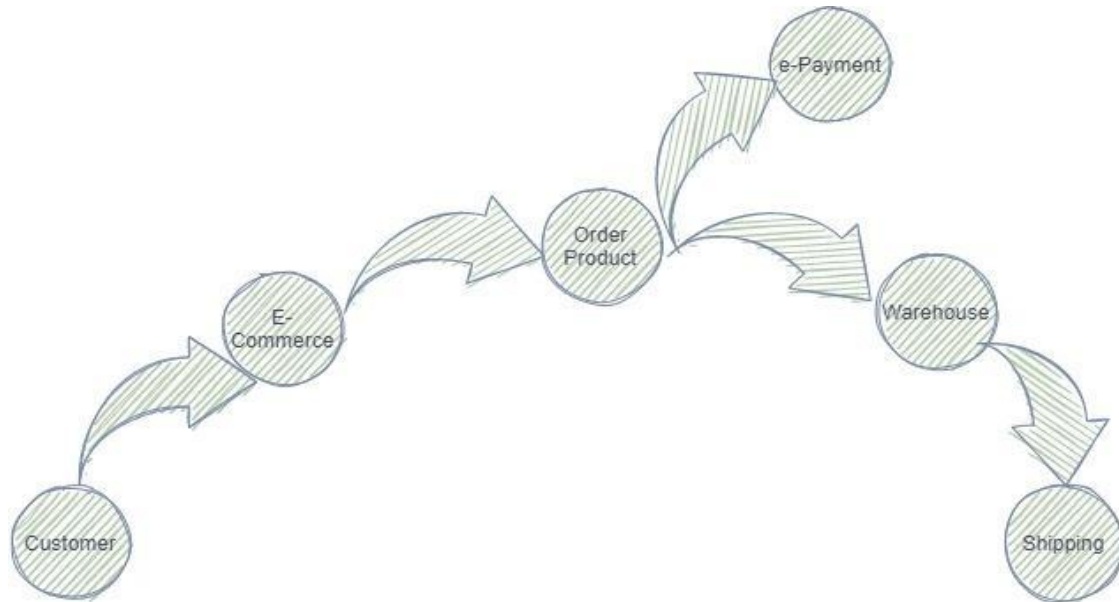 e-Payment
Order
Product
E-
Commerce
Warehouse
Customer
Shipping